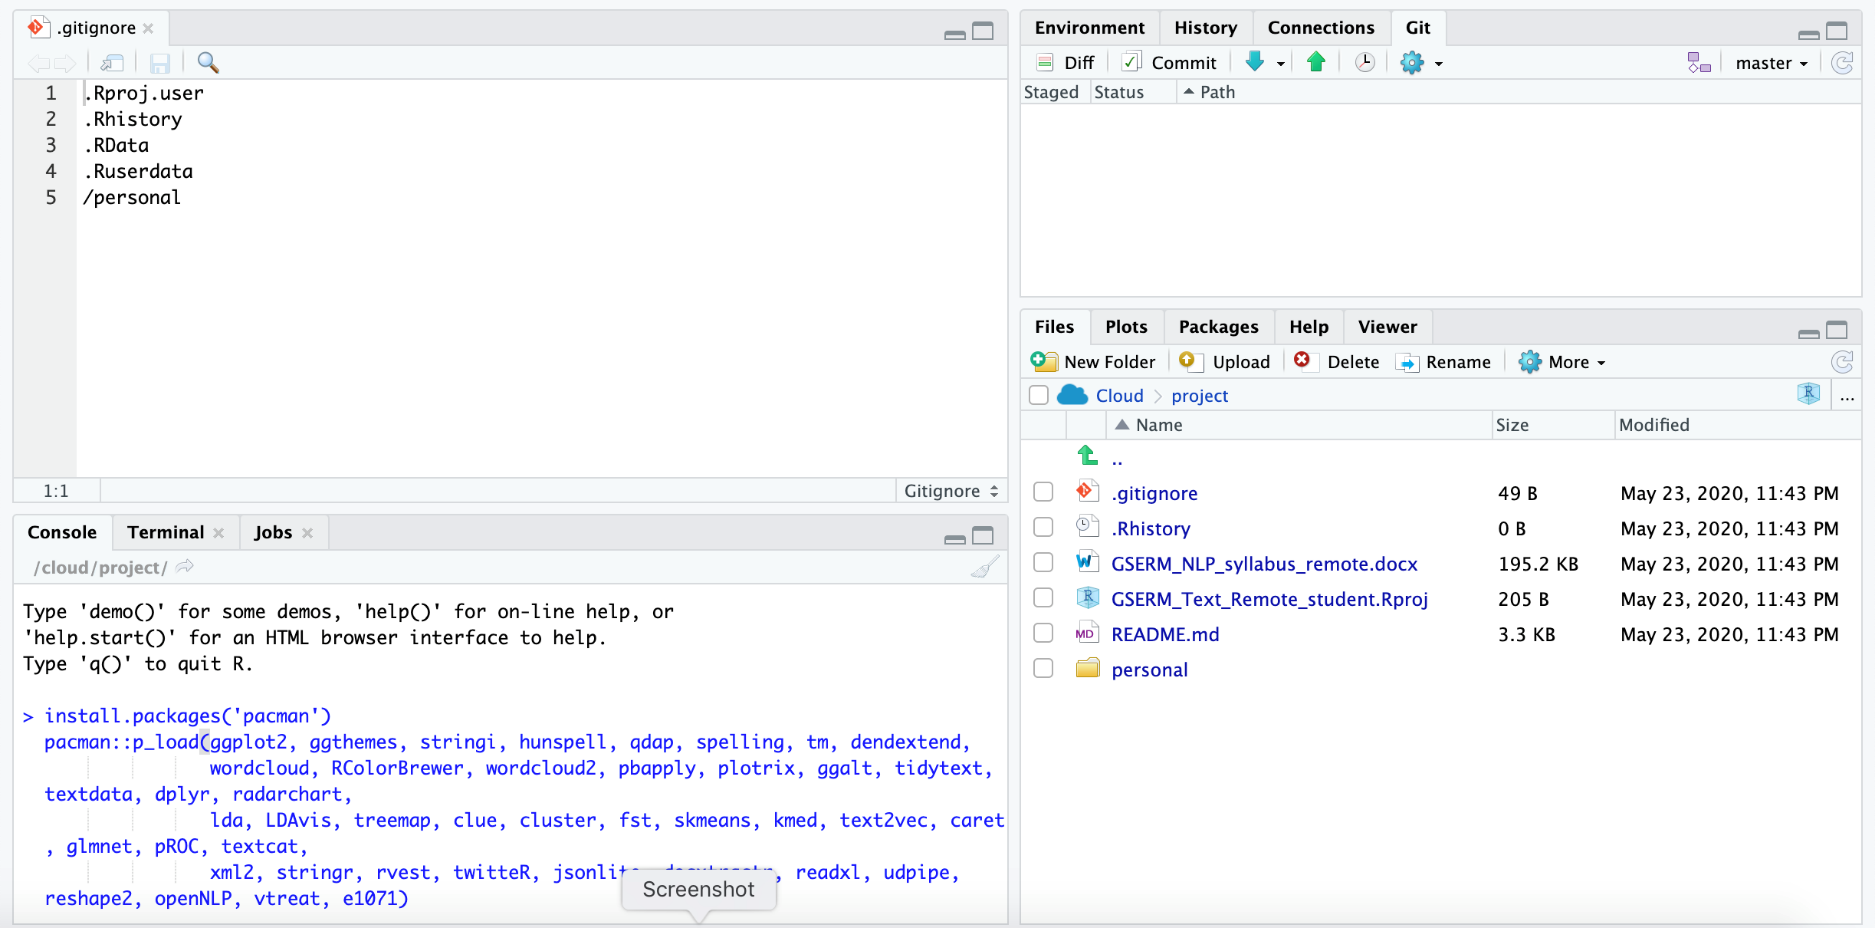 .gitignore
1 .Rproj.user
2 .Rhistory
3 .RData
4 .Ruserdata
5 /personal
1:1
Gitignore
Console Terminal Jobs
/cloud/project/
Type 'demo()' for some demos, 'help()' for on-line help, or
'help.start()' for an HTML browser interface to help.
Type 'q()' to quit R.
> install.packages('pacman')
pacman::p_load(ggplot2, ggthemes, stringi, hunspell, qdap, spelling, tm, dendextend,
wordcloud, RColorBrewer, wordcloud2, pbapply, plotrix, ggalt, tidytext,
textdata, dplyr, radarchart,
lda, LDAvis, treemap, clue, cluster, fst, skmeans, kmed, text2vec, caret
, glmnet, pROC, textcat,
xml2, stringr, rvest, twitteR, readxl, udpipe,
reshape2, openNLP, vtreat, e1071)
Screenshot
Environment History Connections Git
Diff Commit master
Staged Status Path
Files Plots Packages Help Viewer
New Folder Upload Delete Rename More
Cloud project R ...
Name Size Modified
..
.gitignore 49 B May 23, 2020, 11:43 PM
.Rhistory 0 B May 23, 2020, 11:43 PM
W GSERM_NLP_syllabus_remote.docx 195.2 KB May 23, 2020, 11:43 PM
R GSERM_Text_Remote_student.Rproj 205 B May 23, 2020, 11:43 PM
MD README.md 3.3 KB May 23, 2020, 11:43 PM
personal